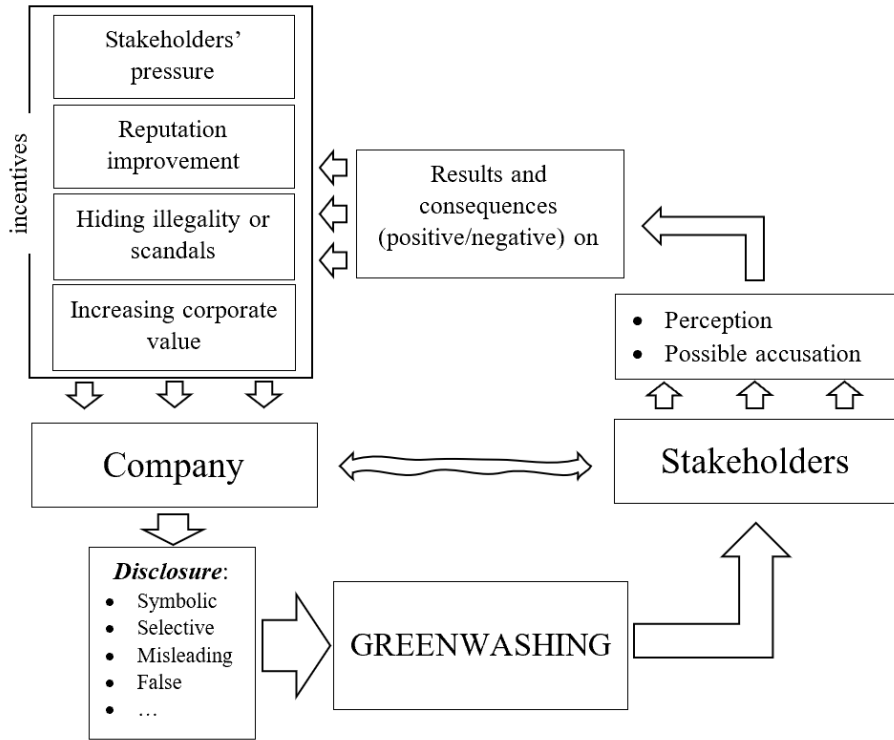 Stakeholders’
pressure
Reputation
improvement
Hiding illegality or
scandals
Increasing corporate
value
incentives
Results and
consequences
(positive/negative) on
• Perception
• Possible accusation
Company
Stakeholders
Disclosure:
• Symbolic
• Selective
• Misleading
• False
• …
GREENWASHING